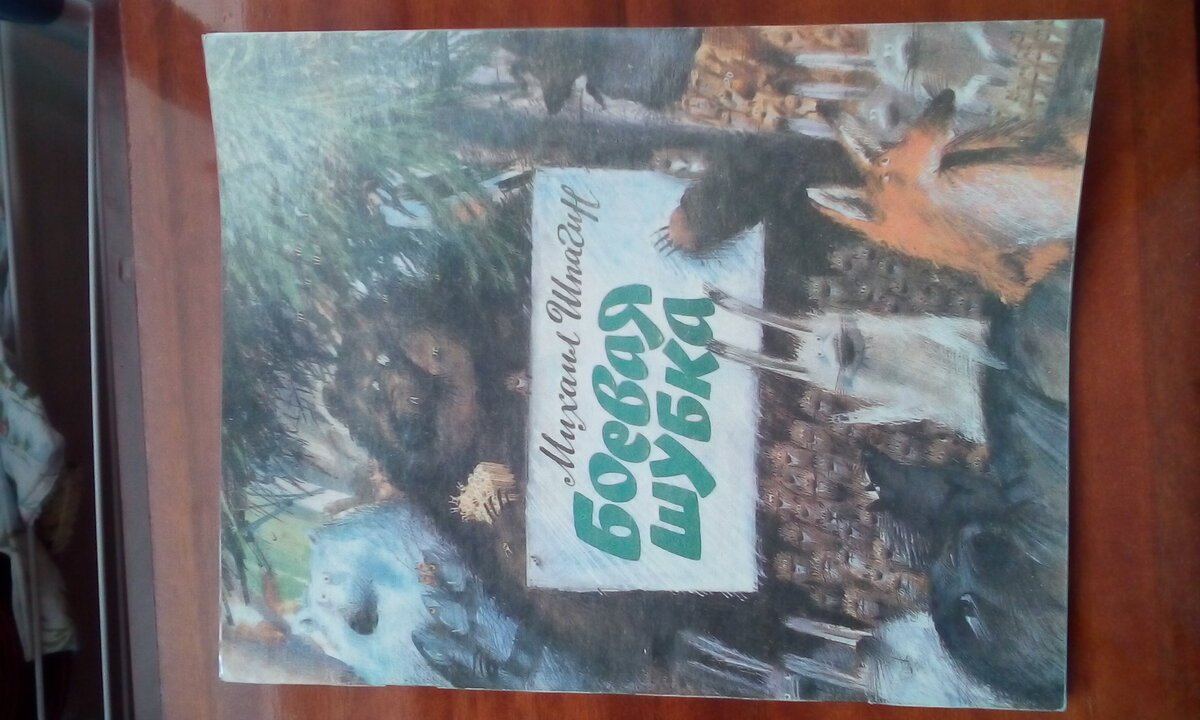 Михаил Шпагин
Боевая
шубка